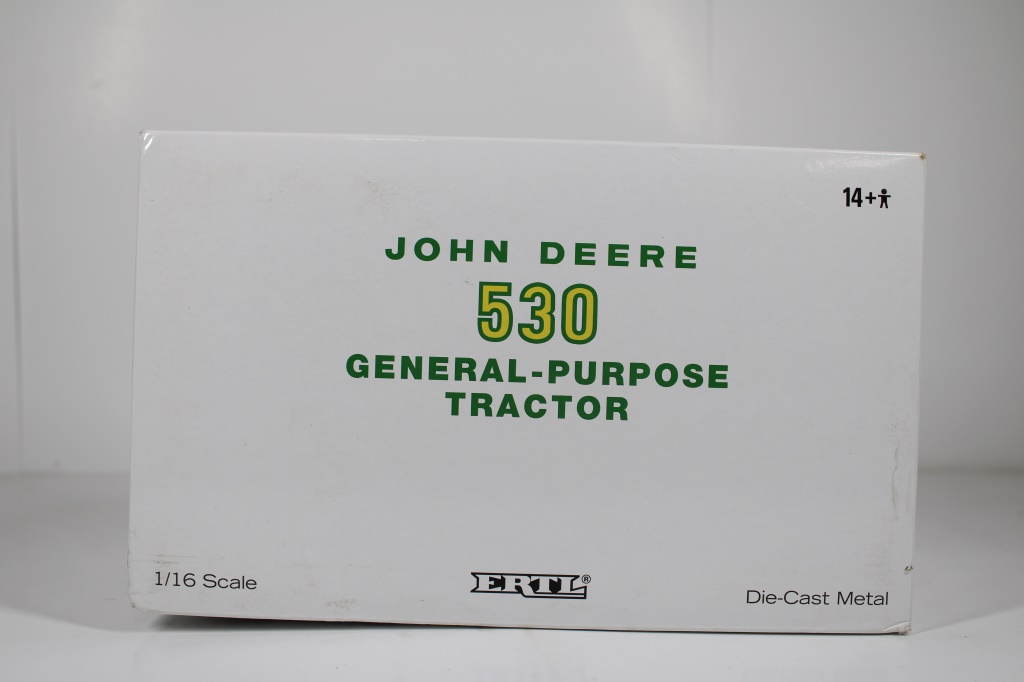 14+
JOHN DEERE
530
GENERAL-PURPOSE
TRACTOR
1/16 Scale
ERTL®
Die-Cast Metal